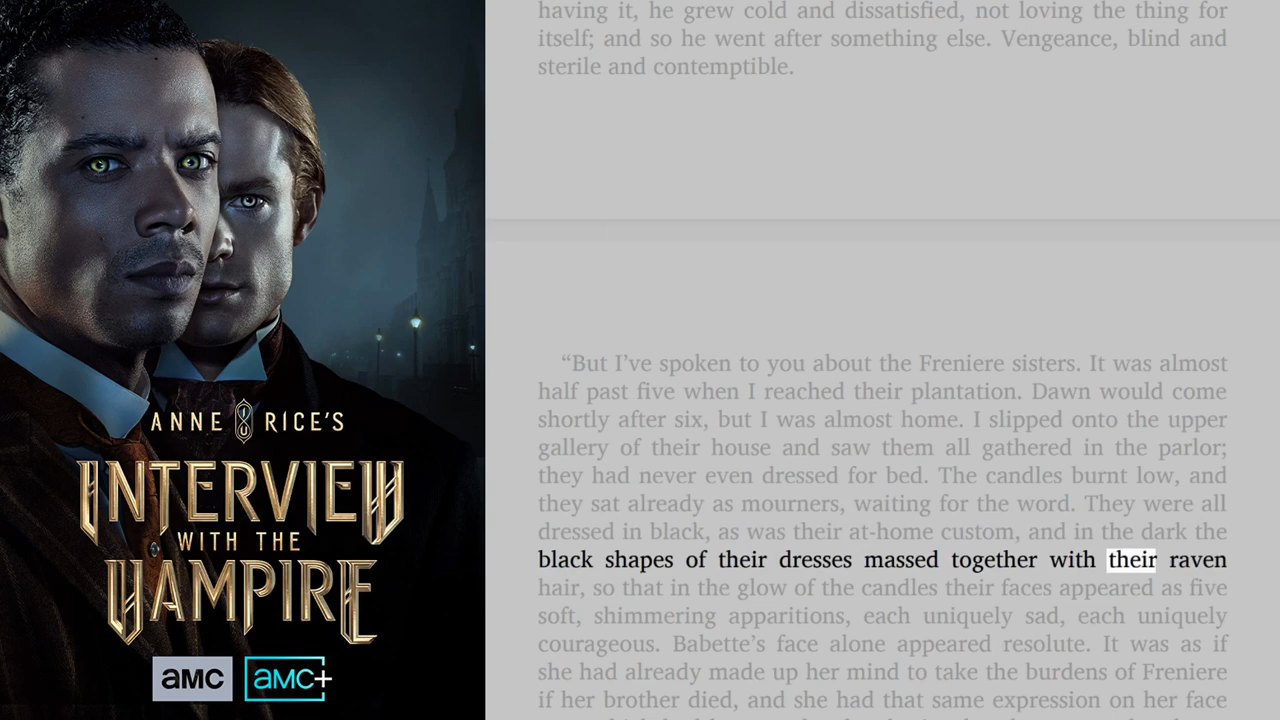 ANNE RICE'S
INTERVIEW
WITH THE
VAMPIRE
aMC
aMC+
having it, he grew cold and dissatisfied, not loving the thing for
itself; and so he went after something else. Vengeance, blind and
sterile and contemptible.
“But I’ve spoken to you about the Freniere sisters. It was almost
half past five when I reached their plantation. Dawn would come
shortly after six, but I was almost home. I slipped onto the upper
gallery of their house and saw them all gathered in the parlor;
they had never even dressed for bed. The candles burnt low, and
they sat already as mourners, waiting for the word. They were all
dressed in black, as was their at-home custom, and in the dark the
black shapes of their dresses massed together with their raven
hair, so that in the glow of the candles their faces appeared as five
soft, shimmering apparitions, each uniquely sad, each uniquely
courageous. Babette’s face alone appeared resolute. It was as if
she had already made up her mind to take the burdens of Freniere
if her brother died, and she had that same expression on her face